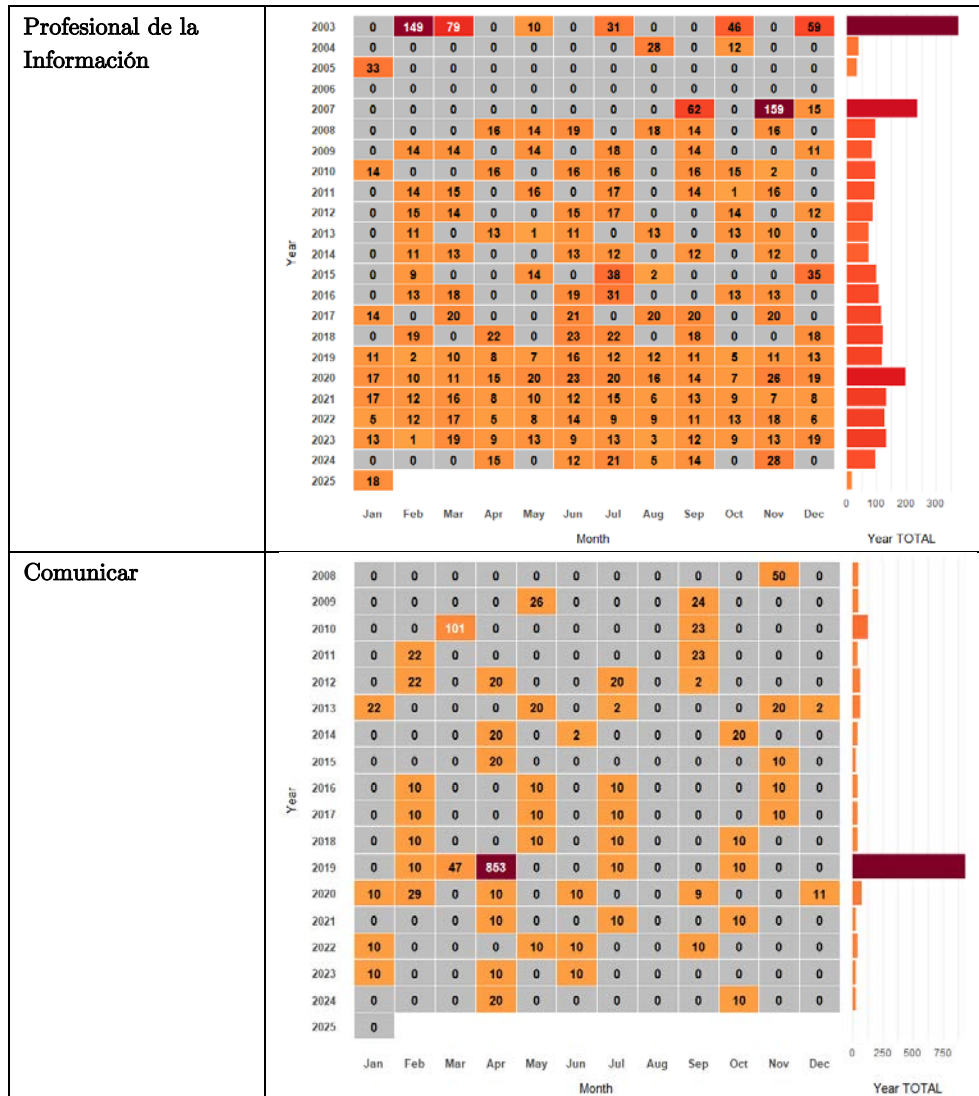 Profesional de la
Información
2003 0 149 79 0 10 0 31 0 0 46 0 59
2004 0 0 0 0 0 0 0 28 0 12 0 0
2005 33 0 0 0 0 0 0 0 0 0 0 0
2006 0 0 0 0 0 0 0 0 0 0 0 0
2007 0 0 0 0 0 0 0 0 62 0 159 15
2008 0 0 0 16 14 19 0 18 14 0 16 0
2009 0 14 14 0 14 0 18 0 14 0 0 11
2010 14 0 0 16 0 16 16 0 16 15 2 0
2011 0 14 15 0 16 0 17 0 14 1 16 0
2012 0 15 14 0 0 15 17 0 0 14 0 12
2013 0 11 0 13 1 11 0 13 0 13 10 0
2014 0 11 13 0 0 13 12 0 12 0 12 0
2015 0 9 0 0 14 0 38 2 0 0 0 35
2016 0 13 18 0 0 19 31 0 0 13 13 0
2017 14 0 20 0 0 21 0 20 20 0 20 0
2018 0 19 0 22 0 23 22 0 18 0 0 18
2019 11 2 10 8 7 16 12 12 11 5 11 13
2020 17 10 11 15 20 23 20 16 14 7 26 19
2021 17 12 16 8 10 12 15 6 13 9 7 8
2022 5 12 17 5 8 14 9 9 11 13 18 6
2023 13 1 19 9 13 9 13 3 12 9 13 19
2024 0 0 0 15 0 12 21 5 14 0 28 0
2025 18
Year
Jan Feb Mar Apr May Jun Jul Aug Sep Oct Nov Dec
Month
0 100 200 300
Year TOTAL
Comunicar
2008 0 0 0 0 0 0 0 0 0 0 50 0
2009 0 0 0 0 26 0 0 0 24 0 0 0
2010 0 0 101 0 0 0 0 0 23 0 0 0
2011 0 22 0 0 0 0 0 0 23 0 0 0
2012 0 22 0 20 0 0 20 0 2 0 0 0
2013 22 0 0 0 20 0 2 0 0 0 20 2
2014 0 0 0 20 0 2 0 0 0 20 0 0
2015 0 0 0 20 0 0 0 0 0 0 10 0
2016 0 10 0 0 10 0 10 0 0 0 10 0
2017 0 10 0 0 10 0 10 0 0 0 10 0
2018 0 10 0 0 10 0 10 0 0 10 0 0
2019 0 10 47 853 0 0 10 0 0 10 0 0
2020 10 29 0 10 0 10 0 0 9 0 0 11
2021 0 0 0 10 0 0 10 0 0 10 0 0
2022 10 0 0 0 10 10 0 0 10 0 0 0
2023 10 0 0 10 0 10 0 0 0 0 0 0
2024 0 0 0 20 0 0 0 0 0 10 0 0
2025 0
Year
Jan Feb Mar Apr May Jun Jul Aug Sep Oct Nov Dec
Month
0 250 500 750
Year TOTAL